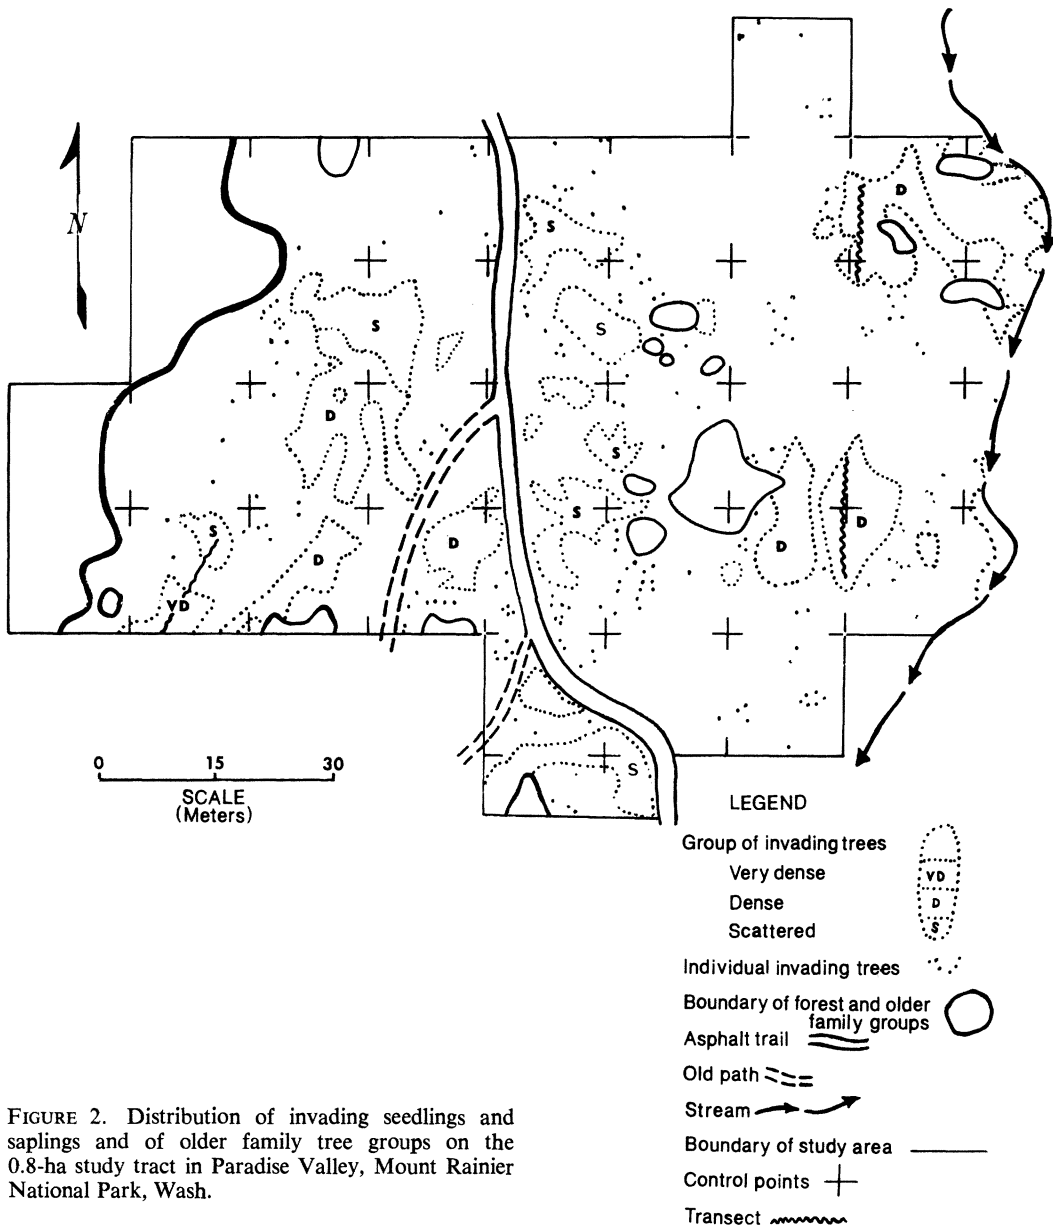 N
D
S
S
S
D
S
S
D
S
D
D
D
VD
S
0 15 30
SCALE
(Meters)
LEGEND
Group of invading trees
Very dense VD
Dense D
Scattered S
Individual invading trees
Boundary of forest and older
family groups
Asphalt trail
Old path
Stream
Boundary of study area
Control points
Transect
FIGURE 2. Distribution of invading seedlings and
saplings and of older family tree groups on the
0.8-ha study tract in Paradise Valley, Mount Rainier
National Park, Wash.